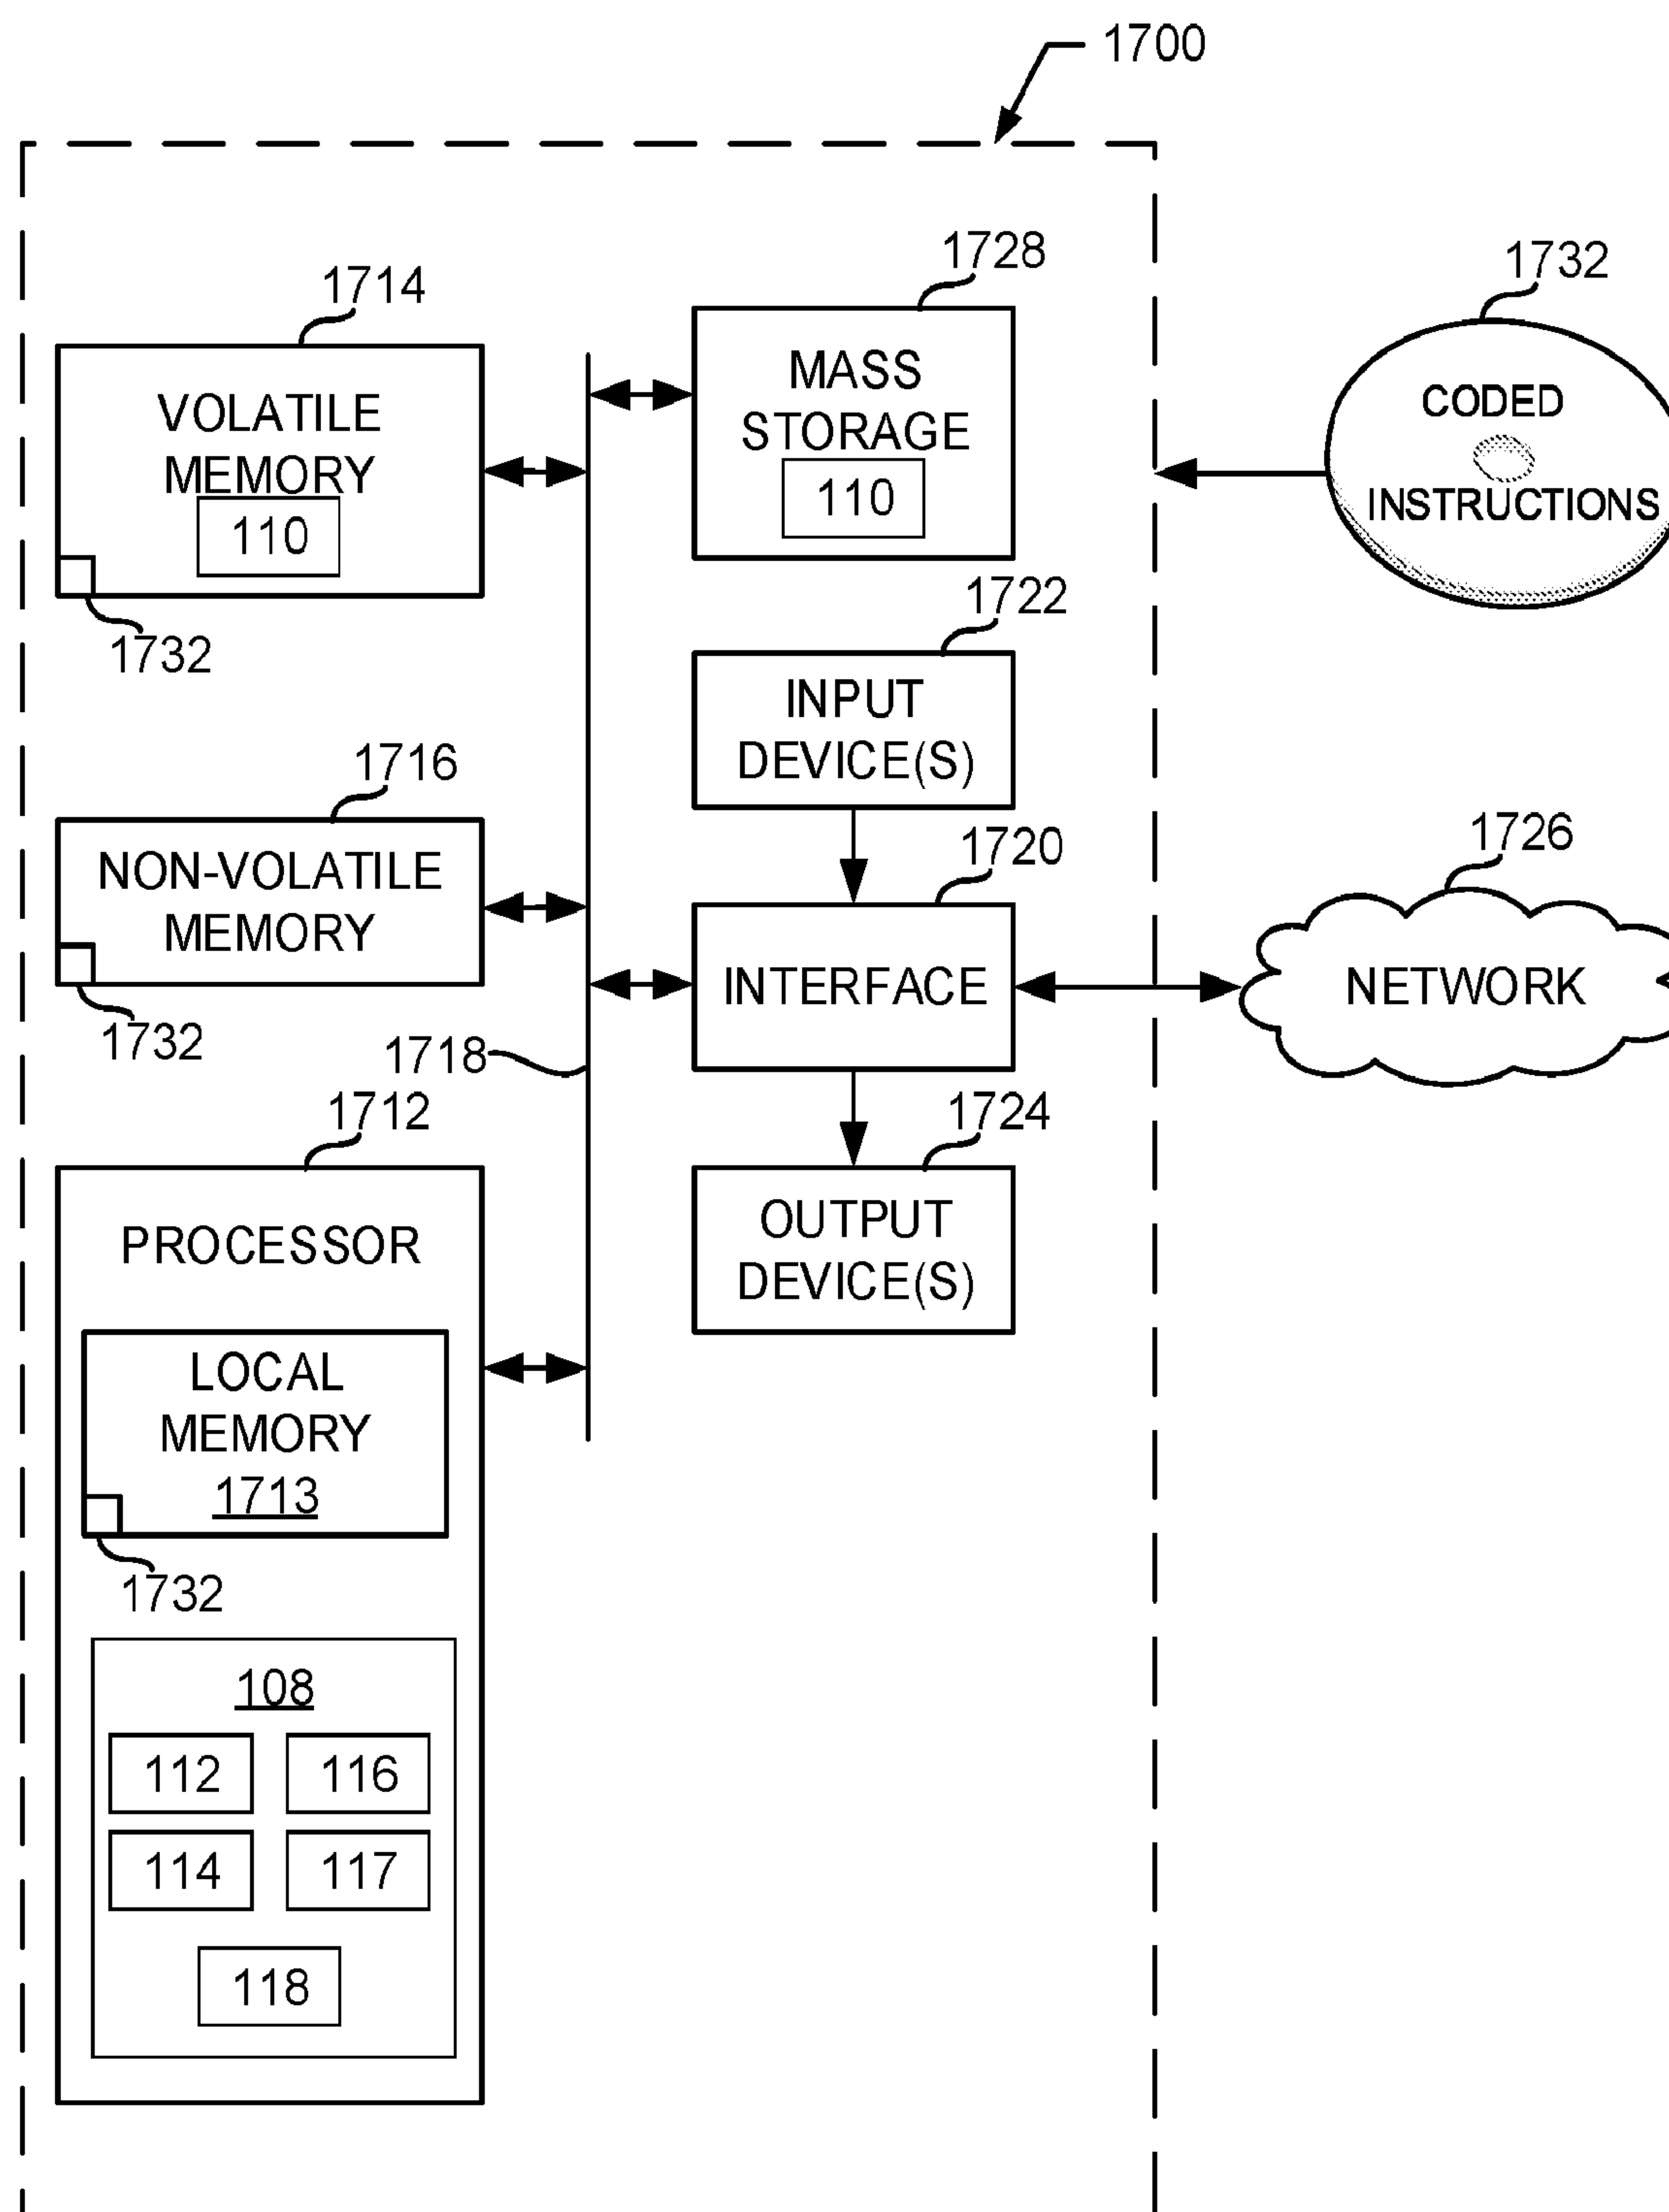 1700
1714
VOLATILE
MEMORY
110
1732
1728
MASS
STORAGE
110
1732
CODED
INSTRUCTIONS
1722
INPUT
DEVICE(S)
1716
NON-VOLATILE
MEMORY
1732
1720
INTERFACE
1726
NETWORK
1718
1712
PROCESSOR
LOCAL
MEMORY
1713
1732
1724
OUTPUT
DEVICE(S)
108
112
116
114
117
118